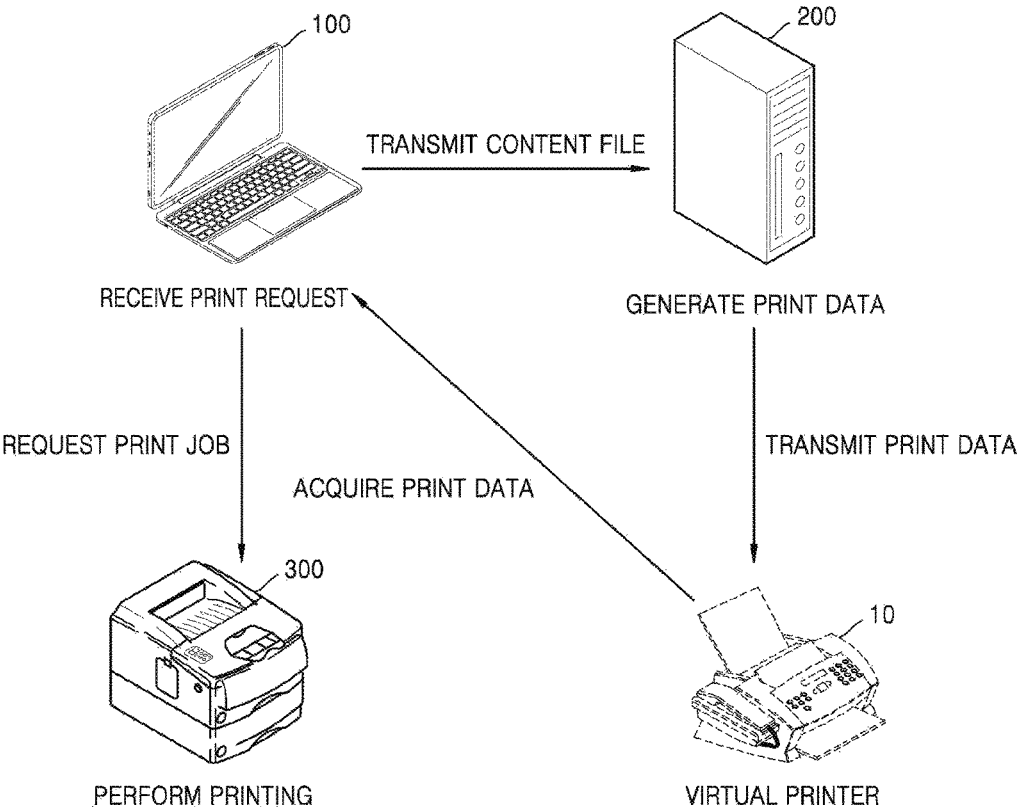 100
200
TRANSMIT CONTENT FILE
RECEIVE PRINT REQUEST
GENERATE PRINT DATA
REQUEST PRINT JOB
TRANSMIT PRINT DATA
ACQUIRE PRINT DATA
300
10
PERFORM PRINTING
VIRTUAL PRINTER